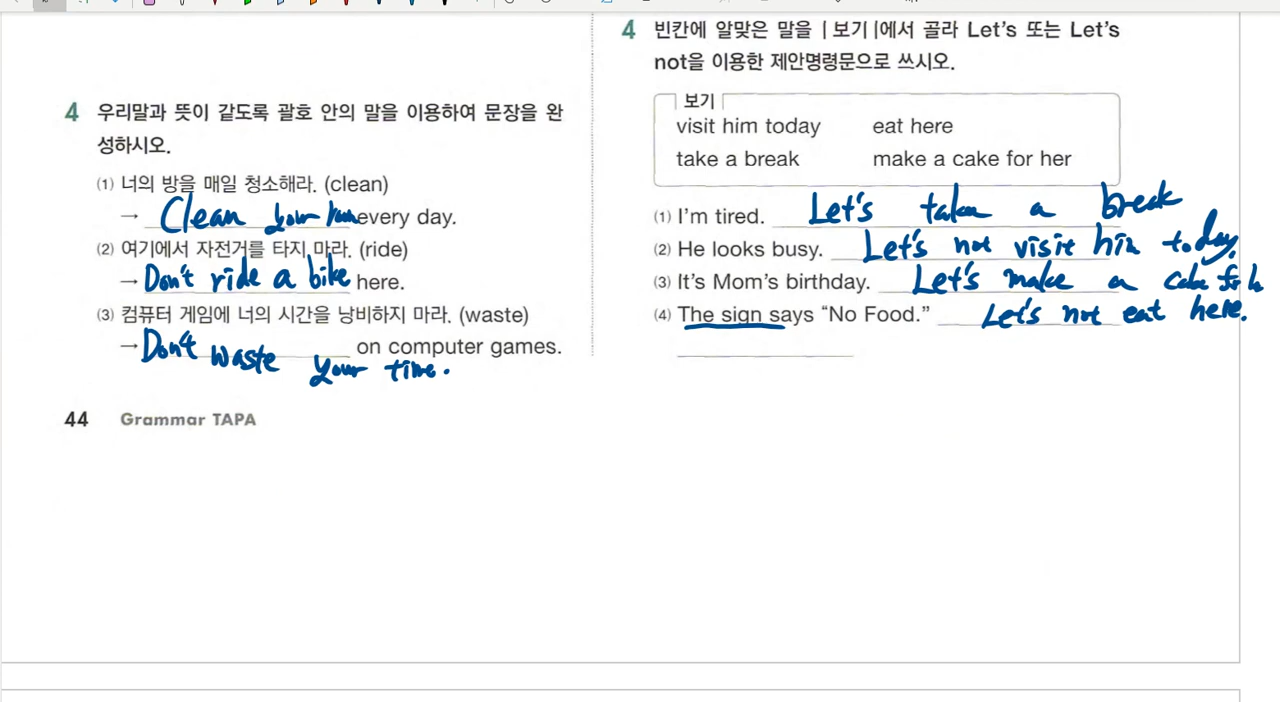 4 우리말과 뜻이 같도록 괄호 안의 말을 이용하여 문장을 완
성하시오.
(1) 너의 방을 매일 청소해라. (clean)
→ Clean your room every day.
(2) 여기에서 자전거를 타지 마라. (ride)
→ Don't ride a bike here.
(3) 컴퓨터 게임에 너의 시간을 낭비하지 마라. (waste)
→ Don't waste your time. on computer games.
44 Grammar TAPA
4 빈칸에 알맞은 말을 |보기|에서 골라 Let's 또는 Let's
not을 이용한 제안명령문으로 쓰시오.
보기
visit him today eat here
take a break make a cake for her
(1) I'm tired. Let's take a break
(2) He looks busy. Let's not visit him today.
(3) It's Mom's birthday. Let's make a cake for h
(4) The sign says “No Food.” Let's not eat here.